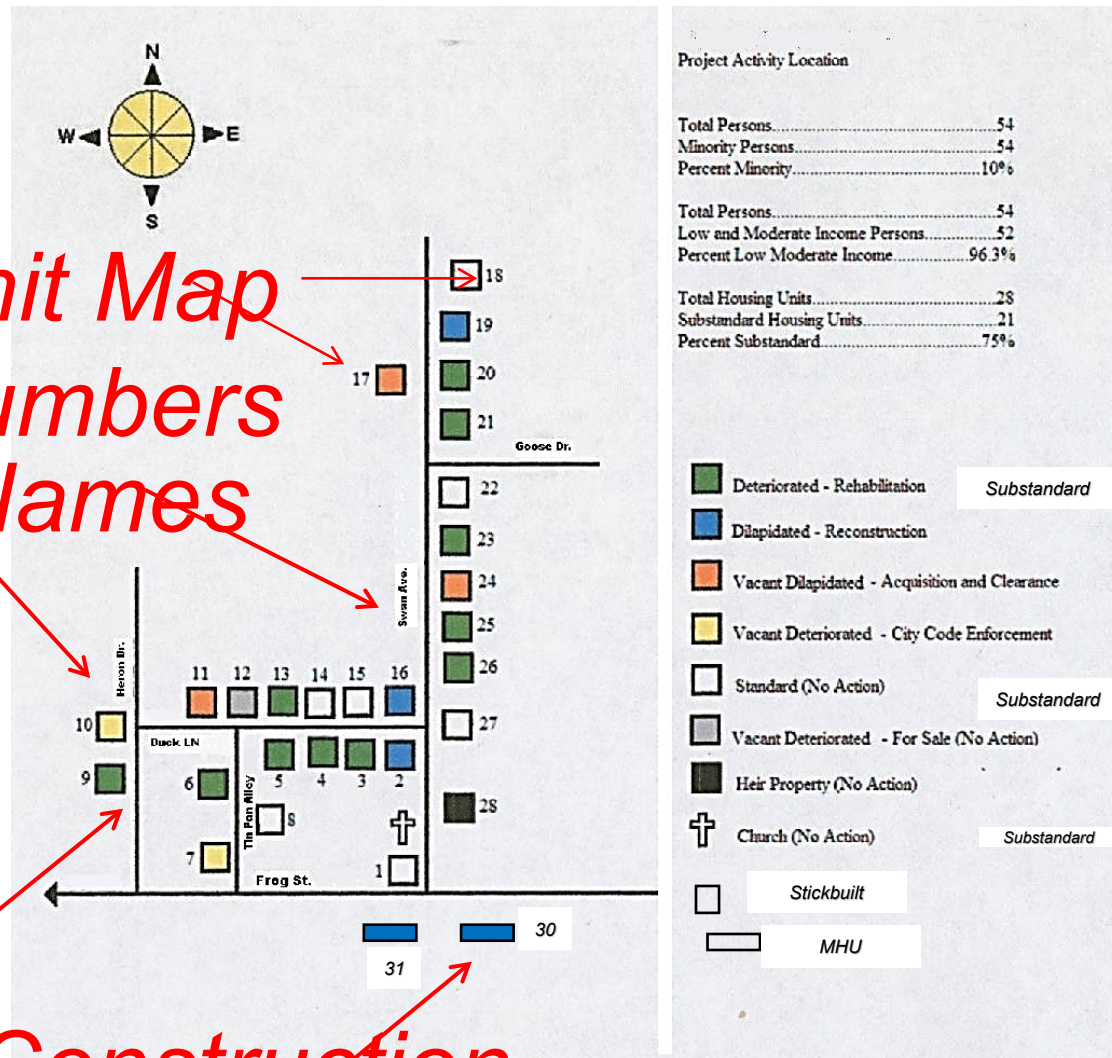 N
W E
S
Map
18
19
17
20
21
Goose Dr.
22
23
Swan Ave.
24
25
26
Heron Dr.
11 12 13 14 15 16
10
27
Duck LN
9
6
5 4 3 2
Tin Pan Alley
8
28
7
1
Frog St.
30
31
Construction
Project Activity Location
Total Persons.....54
Minority Persons.....54
Percent Minority.....10%
Total Persons.....54
Low and Moderate Income Persons.....52
Percent Low Moderate Income.....96.3%
Total Housing Units.....28
Substandard Housing Units.....21
Percent Substandard.....75%
Deteriorated - Rehabilitation Substandard
Dilapidated - Reconstruction
Vacant Dilapidated - Acquisition and Clearance
Vacant Deteriorated - City Code Enforcement
Standard (No Action) Substandard
Vacant Deteriorated - For Sale (No Action)
Heir Property (No Action)
Church (No Action) Substandard
Stickbuilt
MHU